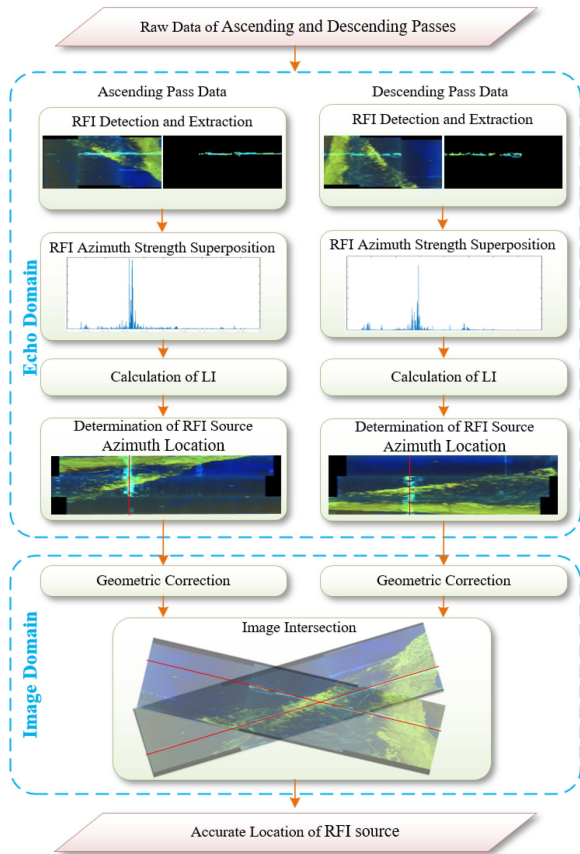 Raw Data of Ascending and Descending Passes
Echo Domain
Ascending Pass Data
RFI Detection and Extraction
RFI Azimuth Strength Superposition
Calculation of LI
Determination of RFI Source
Azimuth Location
Descending Pass Data
RFI Detection and Extraction
RFI Azimuth Strength Superposition
Calculation of LI
Determination of RFI Source
Azimuth Location
Image Domain
Geometric Correction
Geometric Correction
Image Intersection
Accurate Location of RFI source